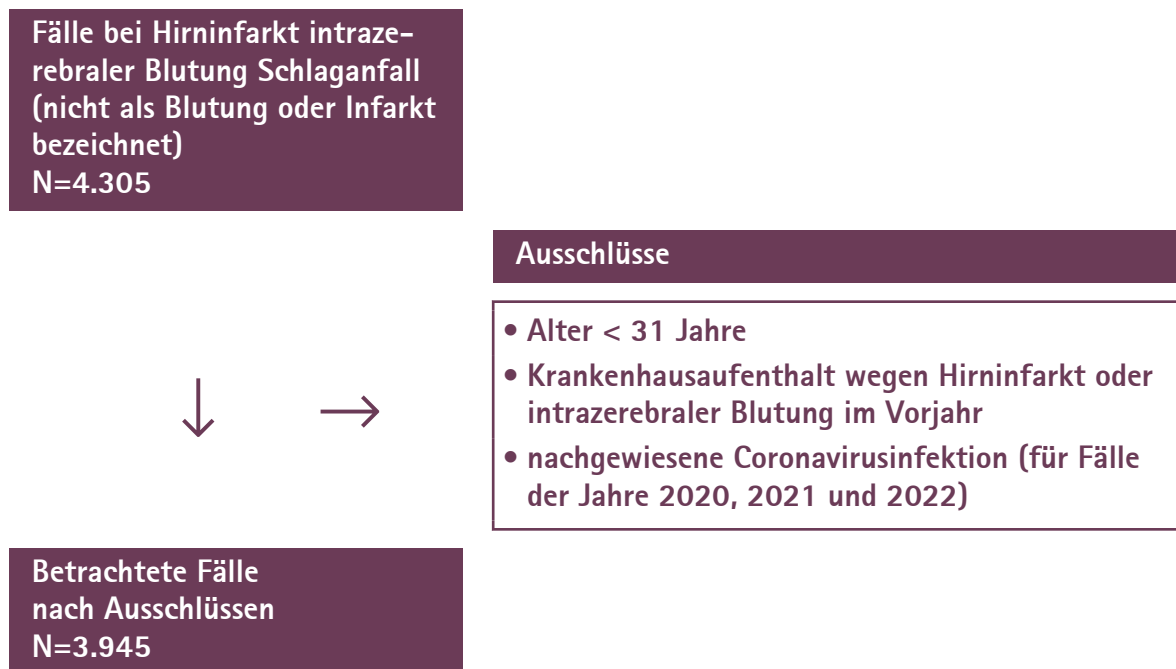 Fälle bei Hirninfarkt intraze-
rebraler Blutung Schlaganfall
(nicht als Blutung oder Infarkt
bezeichnet)
N=4.305
Ausschlüsse
• Alter < 31 Jahre
• Krankenhausaufenthalt wegen Hirninfarkt oder
intrazerebraler Blutung im Vorjahr
• nachgewiesene Coronavirusinfektion (für Fälle
der Jahre 2020, 2021 und 2022)
Betrachtete Fälle
nach Ausschlüssen
N=3.945